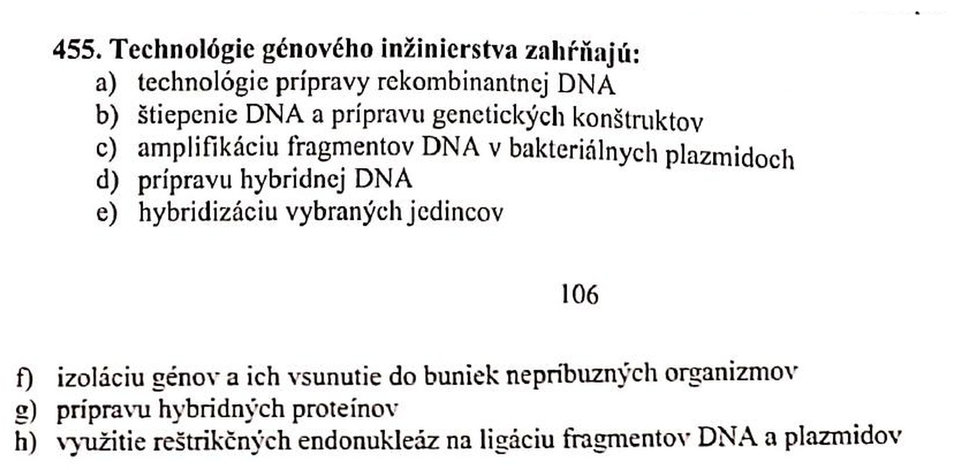 455. Technológie génového inžinierstva zahŕňajú:
a) technológie prípravy rekombinantnej DNA
b) štiepenie DNA a prípravu genetických konštruktov
c) amplifikáciu fragmentov DNA v bakteriálnych plazmidoch
d) prípravu hybridnej DNA
e) hybridizáciu vybraných jedincov
106
f) izoláciu génov a ich vsunutie do buniek nepríbuzných organizmov
g) prípravu hybridných proteínov
h) využitie reštrikčných endonukleáz na ligáciu fragmentov DNA a plazmidov